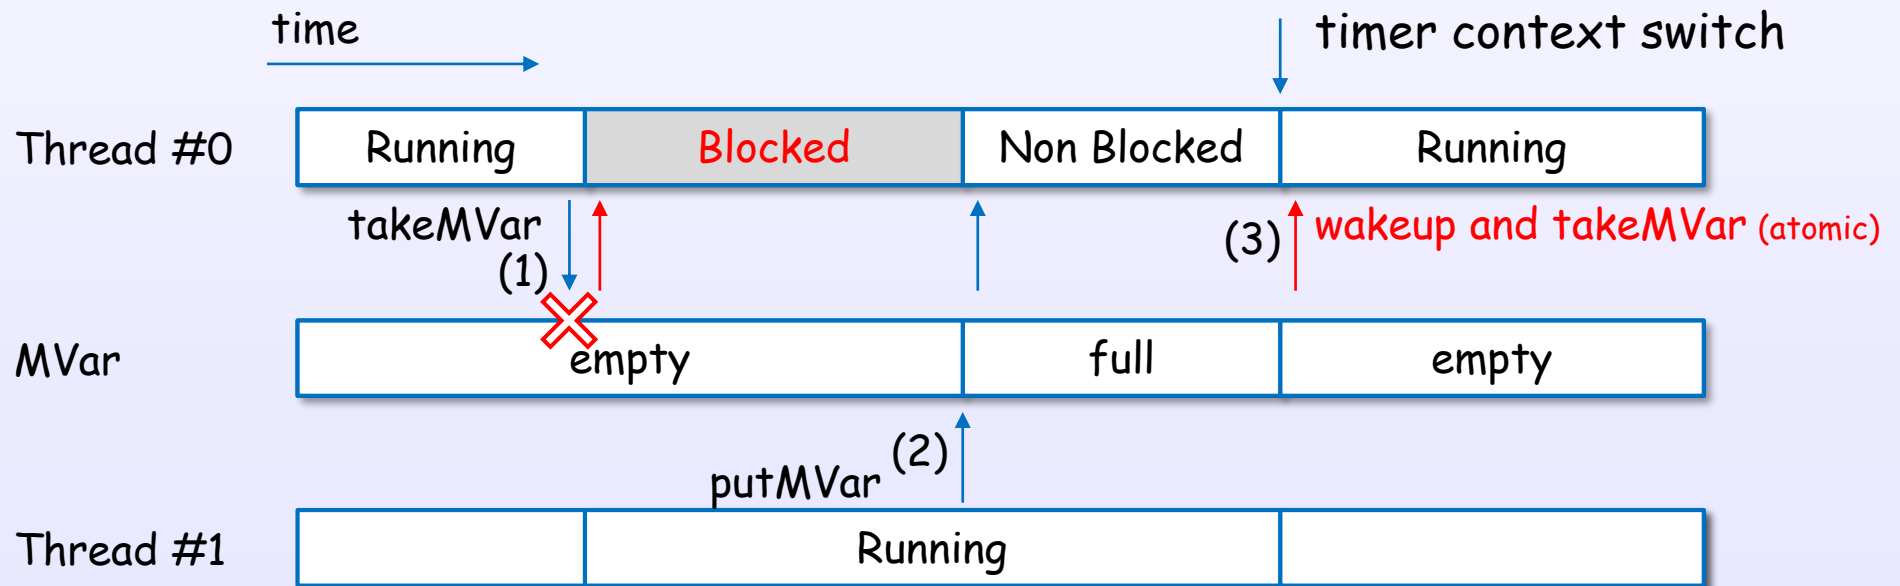 time
timer context switch
Thread #0
Running
Blocked
Non Blocked
Running
takeMVar
(1)
(3)
wakeup and takeMVar (atomic)
MVar
empty
full
empty
(2)
putMVar
Thread #1
Running